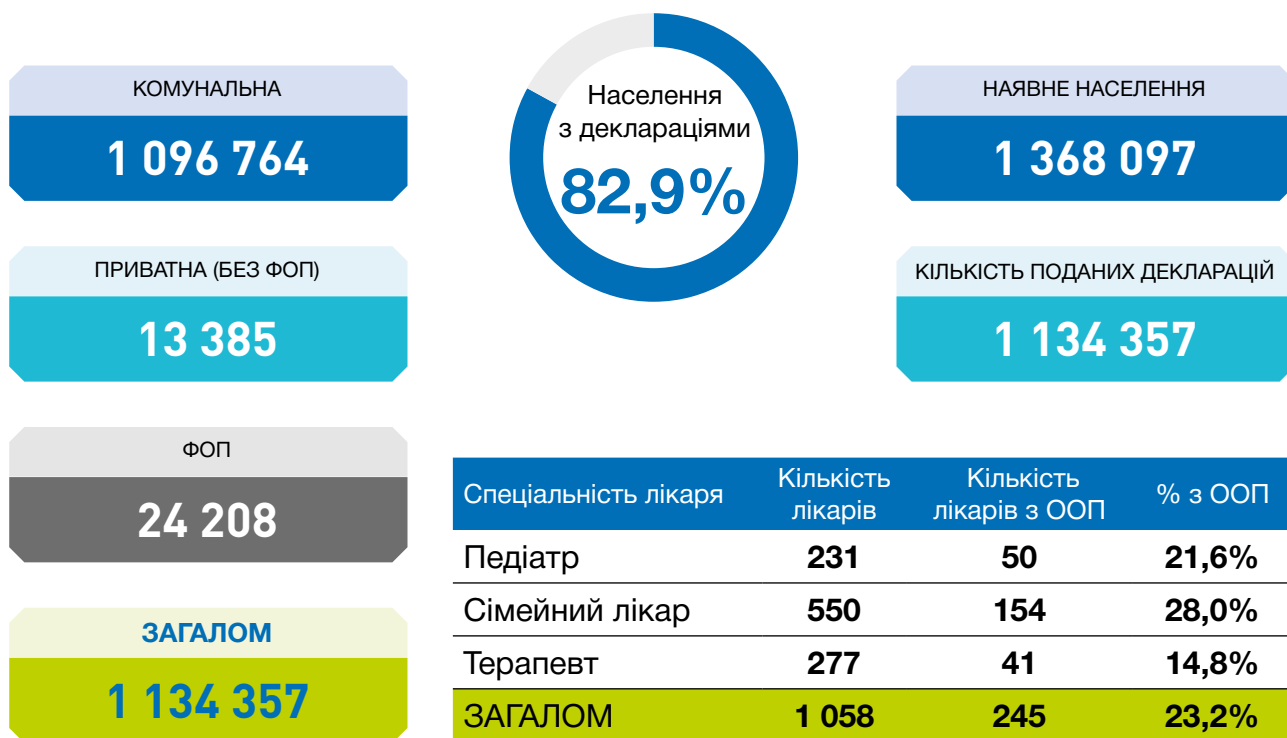 КОМУНАЛЬНА
1 096 764
ПРИВАТНА (БЕЗ ФОП)
13 385
ФОП
24 208
ЗАГАЛОМ
1 134 357
Населення
з деклараціями
82,9%
НАЯВНЕ НАСЕЛЕННЯ
1 368 097
КІЛЬКІСТЬ ПОДАНИХ ДЕКЛАРАЦІЙ
1 134 357
Спеціальність лікаря Кількість лікарів Кількість лікарів з ООП % з ООП
Педіатр 231 50 21,6%
Сімейний лікар 550 154 28,0%
Терапевт 277 41 14,8%
ЗАГАЛОМ 1 058 245 23,2%